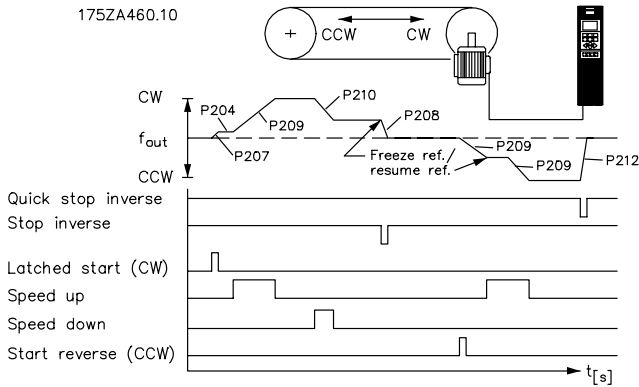 175ZA460.10
+
CCW CW
CW
P204
P209
P210
P208
fout
P207
Freeze ref./
resume ref.
P209
P209
P212
CCW
Quick stop inverse
Stop inverse
Latched start (CW)
Speed up
Speed down
Start reverse (CCW)
t[s]